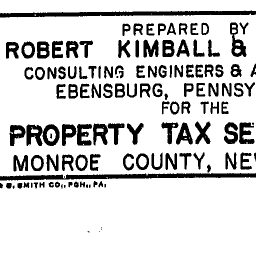 PREPARED BY
ROBERT KIMBALL &
CONSULTING ENGINEERS & A
EBENSBURG, PENNSY
FOR THE
PROPERTY TAX SE
MONROE COUNTY, NE
& B. SMITH CO., PGH., PA.